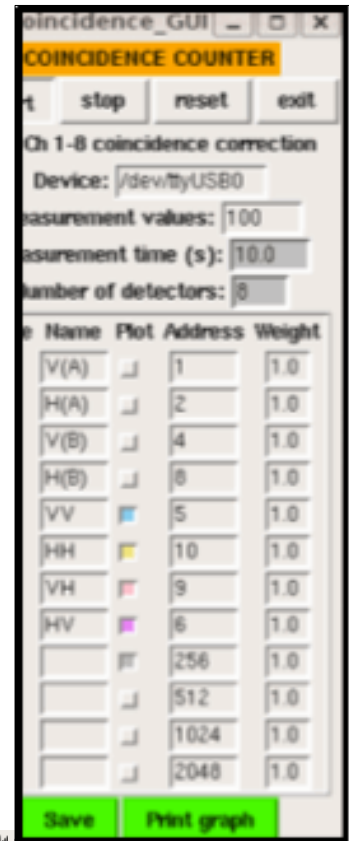 oincidence_GUI
COINCIDENCE COUNTER
t stop reset exit
Ch 1-8 coincidence correction
Device: /dev/ttyUSB0
easurement values: 100
asurement time (s): 10.0
Number of detectors: 8
e Name Plot Address Weight
V(A) 1 1.0
H(A) 2 1.0
V(B) 4 1.0
H(B) 8 1.0
VV 5 1.0
HH 10 1.0
VH 9 1.0
HV 6 1.0
256 1.0
512 1.0
1024 1.0
2048 1.0
Save Print graph